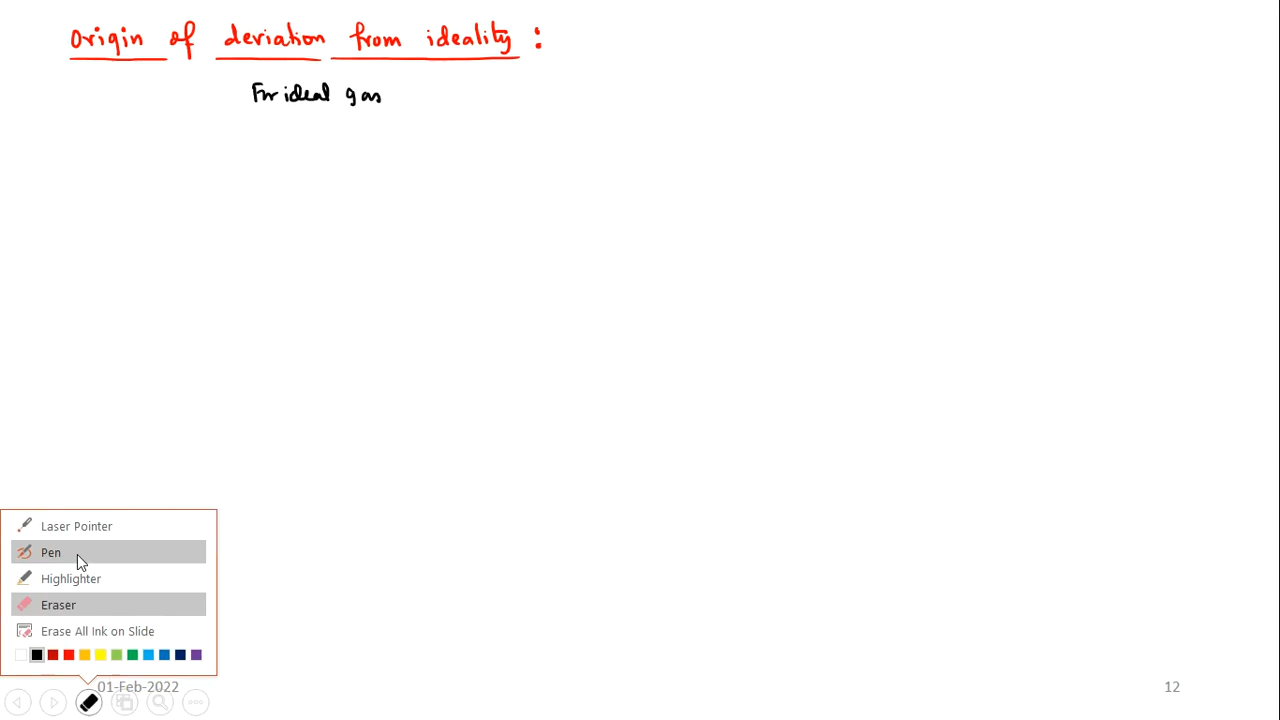 Origin of deviation from ideality :
For ideal gas
Laser Pointer
Pen
Highlighter
Eraser
Erase All Ink on Slide
01-Feb-2022
12